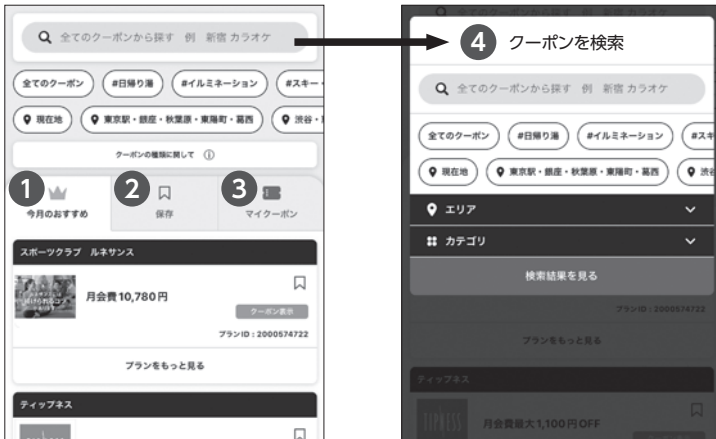 全てのクーポンから探す 例 新宿 カラオケ
全てのクーポン #日帰り湯 #イルミネーション #スキー・
現在地 東京駅・銀座・秋葉原・東陽町・葛西 渋谷・
クーポンの種類に関して
1 今月のおすすめ
2 保存
3 マイクーポン
スポーツクラブ ルネサンス
月会費10,780円
クーポン表示
プランID:2000574722
プランをもっと見る
ティップネス
4 クーポンを検索
全てのクーポンから探す 例 新宿 カラオケ
全てのクーポン #日帰り湯 #イルミネーション #スキ
現在地 東京駅・銀座・秋葉原・東陽町・葛西 渋
エリア
カテゴリ
検索結果を見る
プランID:2000574722
プランをもっと見る
ティップネス
TIPNESS
月会費最大1,100円OFF